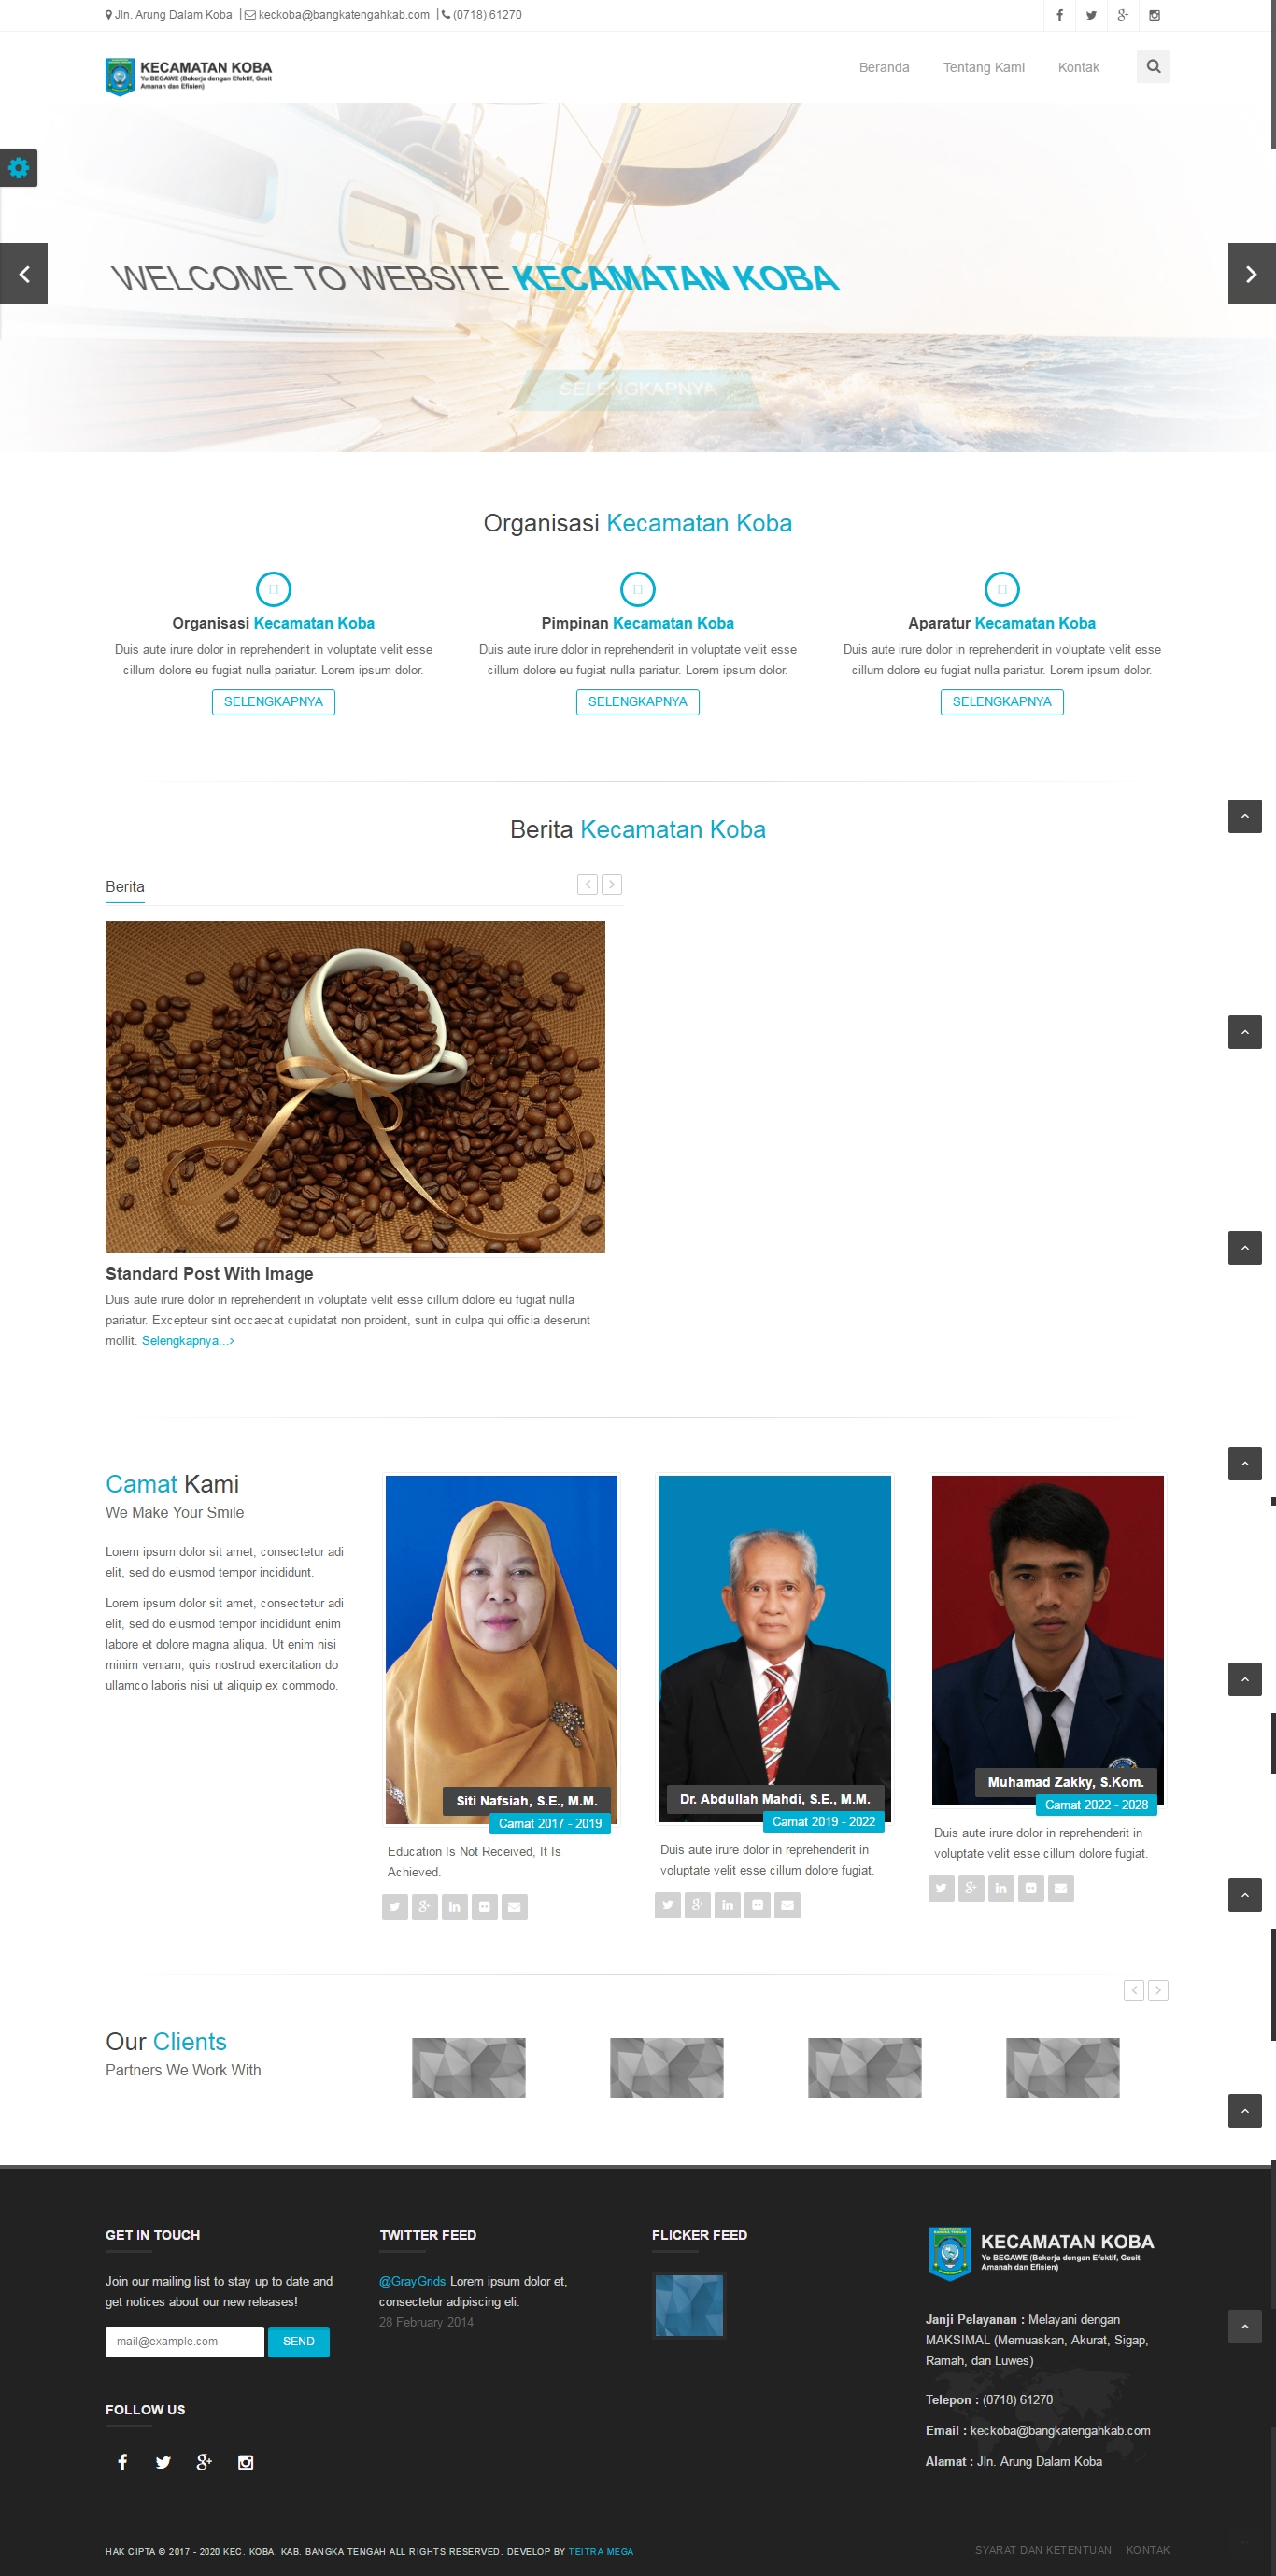 Jln. Arung Dalam Koba | keckoba@bangkatengahkab.com | (0718) 61270
KECAMATAN KOBA
Yo BEGAWE (Bekerja dengan Efektif, Gesit
Amanah dan Efisien)
Beranda Tentang Kami Kontak
WELCOME TO WEBSITE KECAMATAN KOBA
SELENGKAPNYA
Organisasi Kecamatan Koba
Organisasi Kecamatan Koba
Duis aute irure dolor in reprehenderit in voluptate velit esse
cillum dolore eu fugiat nulla pariatur. Lorem ipsum dolor.
SELENGKAPNYA
Pimpinan Kecamatan Koba
Duis aute irure dolor in reprehenderit in voluptate velit esse
cillum dolore eu fugiat nulla pariatur. Lorem ipsum dolor.
SELENGKAPNYA
Aparatur Kecamatan Koba
Duis aute irure dolor in reprehenderit in voluptate velit esse
cillum dolore eu fugiat nulla pariatur. Lorem ipsum dolor.
SELENGKAPNYA
Berita Kecamatan Koba
Berita
Standard Post With Image
Duis aute irure dolor in reprehenderit in voluptate velit esse cillum dolore eu fugiat nulla
pariatur. Excepteur sint occaecat cupidatat non proident, sunt in culpa qui officia deserunt
mollit. Selengkapnya...
Camat Kami
We Make Your Smile
Lorem ipsum dolor sit amet, consectetur adi
elit, sed do eiusmod tempor incididunt.
Lorem ipsum dolor sit amet, consectetur adi
elit, sed do eiusmod tempor incididunt enim
labore et dolore magna aliqua. Ut enim nisi
minim veniam, quis nostrud exercitation do
ullamco laboris nisi ut aliquip ex commodo.
Siti Nafsiah, S.E., M.M.
Camat 2017 - 2019
Education Is Not Received, It Is
Achieved.
Dr. Abdullah Mahdi, S.E., M.M.
Camat 2019 - 2022
Duis aute irure dolor in reprehenderit in
voluptate velit esse cillum dolore fugiat.
Muhamad Zakky, S.Kom.
Camat 2022 - 2028
Duis aute irure dolor in reprehenderit in
voluptate velit esse cillum dolore fugiat.
Our Clients
Partners We Work With
GET IN TOUCH
Join our mailing list to stay up to date and
get notices about our new releases!
mail@example.com SEND
FOLLOW US
TWITTER FEED
@GrayGrids Lorem ipsum dolor et,
consectetur adipiscing eli.
28 February 2014
FLICKER FEED
KECAMATAN KOBA
Yo BEGAWE (Bekerja dengan Efektif, Gesit
Amanah dan Efisien)
Janji Pelayanan : Melayani dengan
MAKSIMAL (Memuaskan, Akurat, Sigap,
Ramah, dan Luwes)
Telepon : (0718) 61270
Email : keckoba@bangkatengahkab.com
Alamat : Jln. Arung Dalam Koba
HAK CIPTA © 2017 - 2020 KEC. KOBA, KAB. BANGKA TENGAH ALL RIGHTS RESERVED. DEVELOP BY TEITRA MEGA
SYARAT DAN KETENTUAN KONTAK